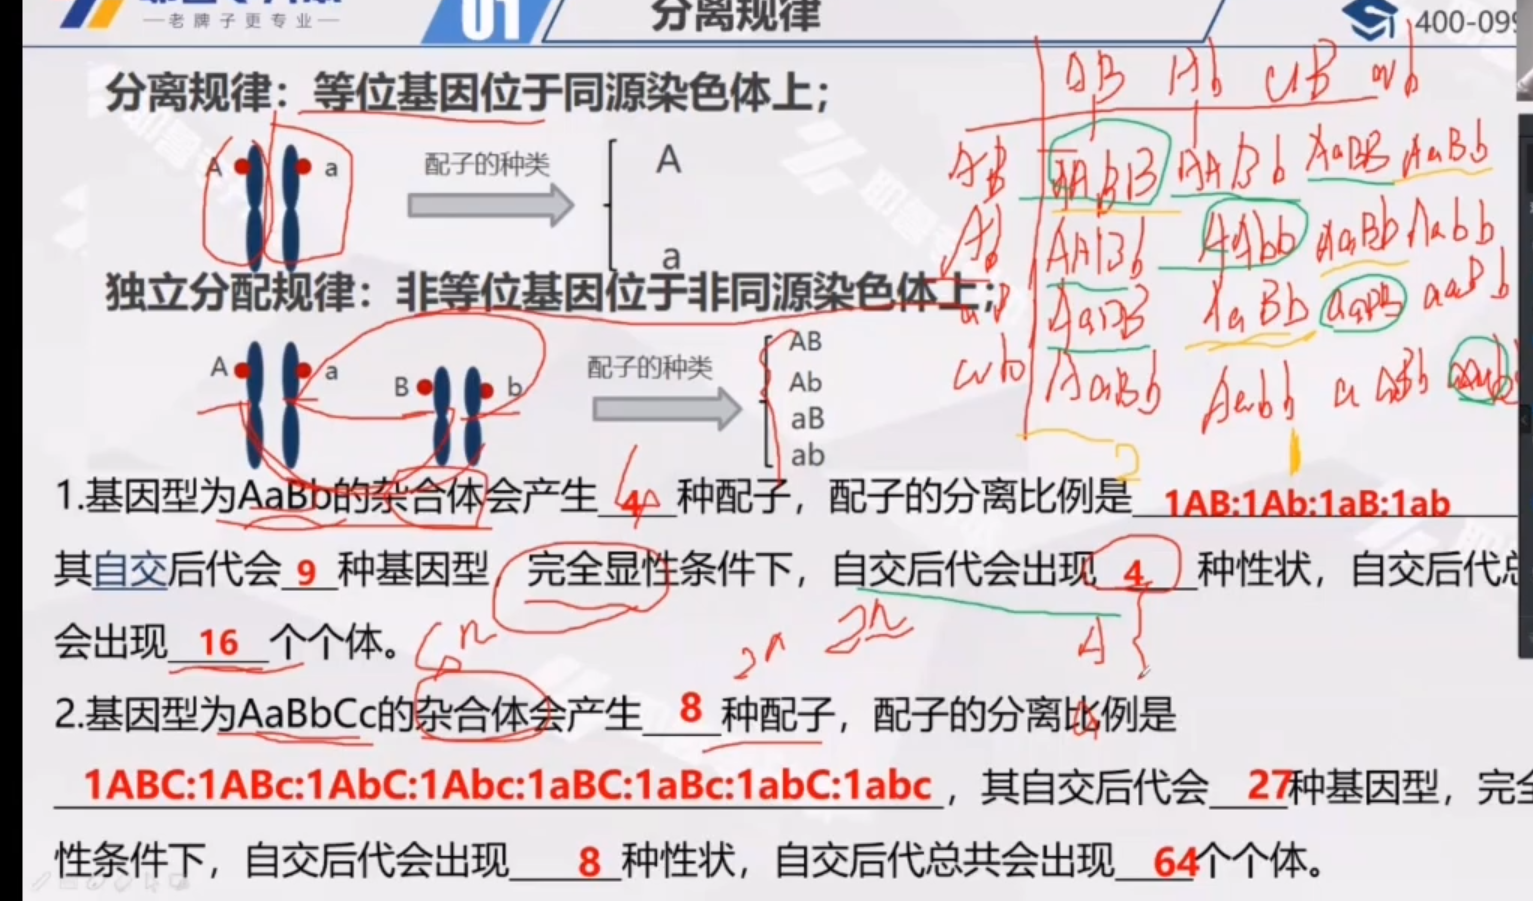 老牌子更专业
01 分离规律
400-099
分离规律：等位基因位于同源染色体上；
A a 配子的种类 A
a
独立分配规律：非等位基因位于非同源染色体上；
A a B b 配子的种类 AB
Ab
aB
ab
AB Ab aB ab
AB AABB AABb AaBB AaBb
Ab AABb AAbb AaBb Aabb
aB AaBB AaBb aaBB aaBb
ab AaBb Aabb aaBb aabb
1.基因型为AaBb的杂合体会产生 4 种配子，配子的分离比例是 1AB:1Ab:1aB:1ab
其自交后代会 9 种基因型，完全显性条件下，自交后代会出现 4 种性状，自交后代总
会出现 16 个个体。
2.基因型为AaBbCc的杂合体会产生 8 种配子，配子的分离比例是
1ABC:1ABc:1AbC:1Abc:1aBC:1aBc:1abC:1abc，其自交后代会 27种基因型，完全
性条件下，自交后代会出现 8 种性状，自交后代总共会出现 64个个体。